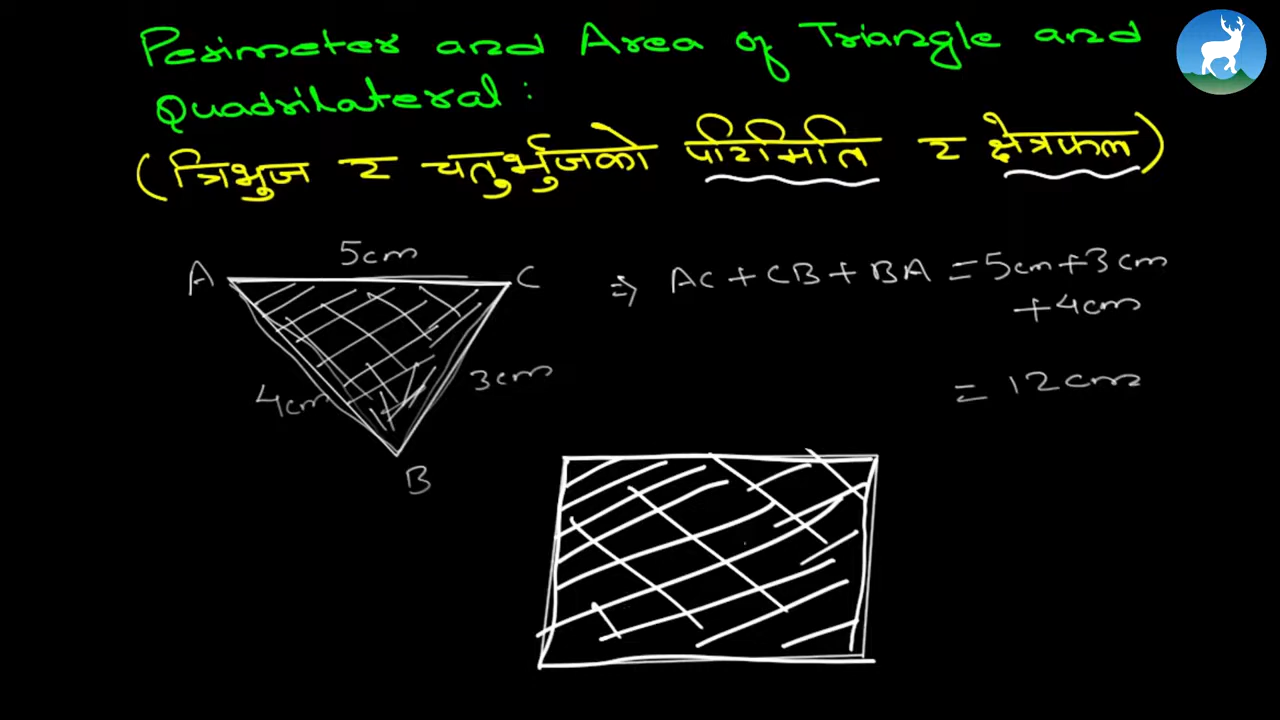 Perimeter and Area of Triangle and
Quadrilateral:
(त्रिभुज र चतुर्भुजको परिमिति र क्षेत्रफल)
5cm
A
C
⇒ AC + CB + BA = 5cm + 3cm
+ 4cm
4cm
3cm
= 12cm
B